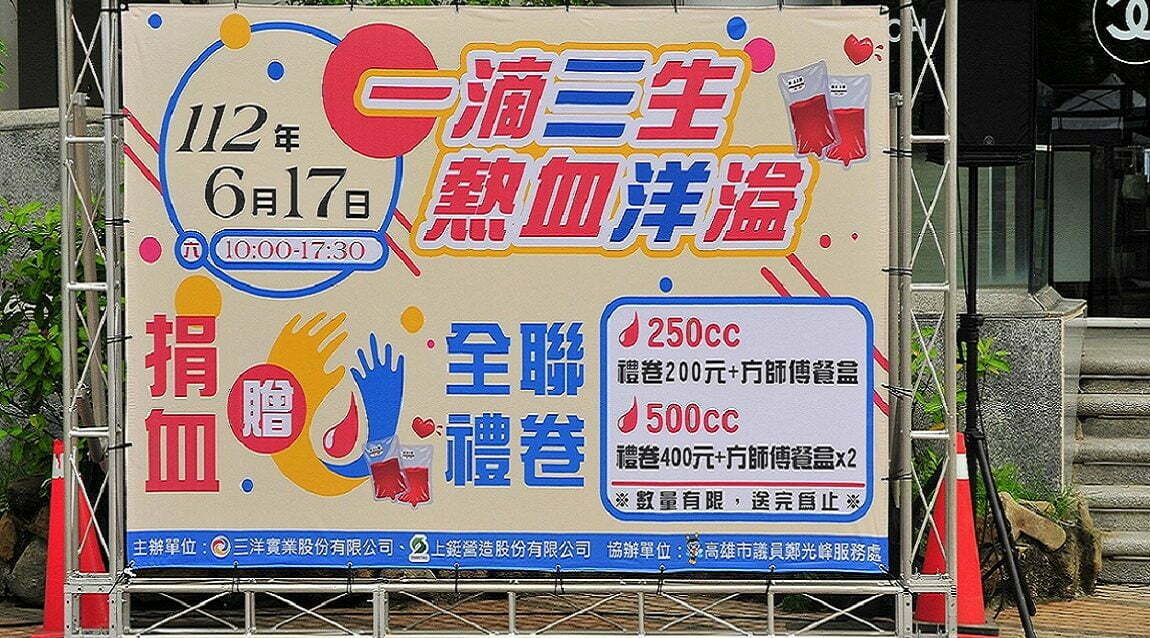 112年
6月17日
六 10:00-17:30
一滴三生
熱血洋溢
捐血
贈
全聯
禮卷
250cc
禮卷200元+方師傅餐盒
500cc
禮卷400元+方師傅餐盒x2
※數量有限，送完為止※
主辦單位：三洋實業股份有限公司、上鋌營造股份有限公司 協辦單位：高雄市議員鄭光峰服務處